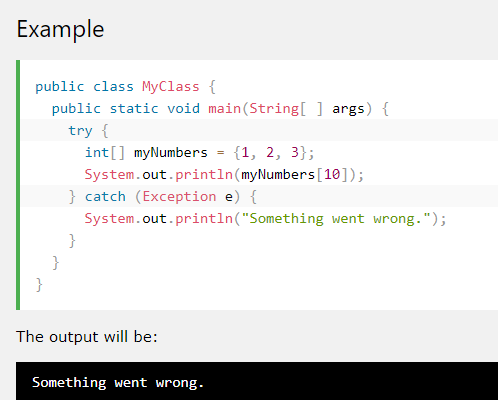 Example
public class MyClass {
public static void main(String[ ] args) {
try {
int[] myNumbers = {1, 2, 3};
System.out.println(myNumbers[10]);
} catch (Exception e) {
System.out.println("Something went wrong.");
}
}
}
The output will be:
Something went wrong.